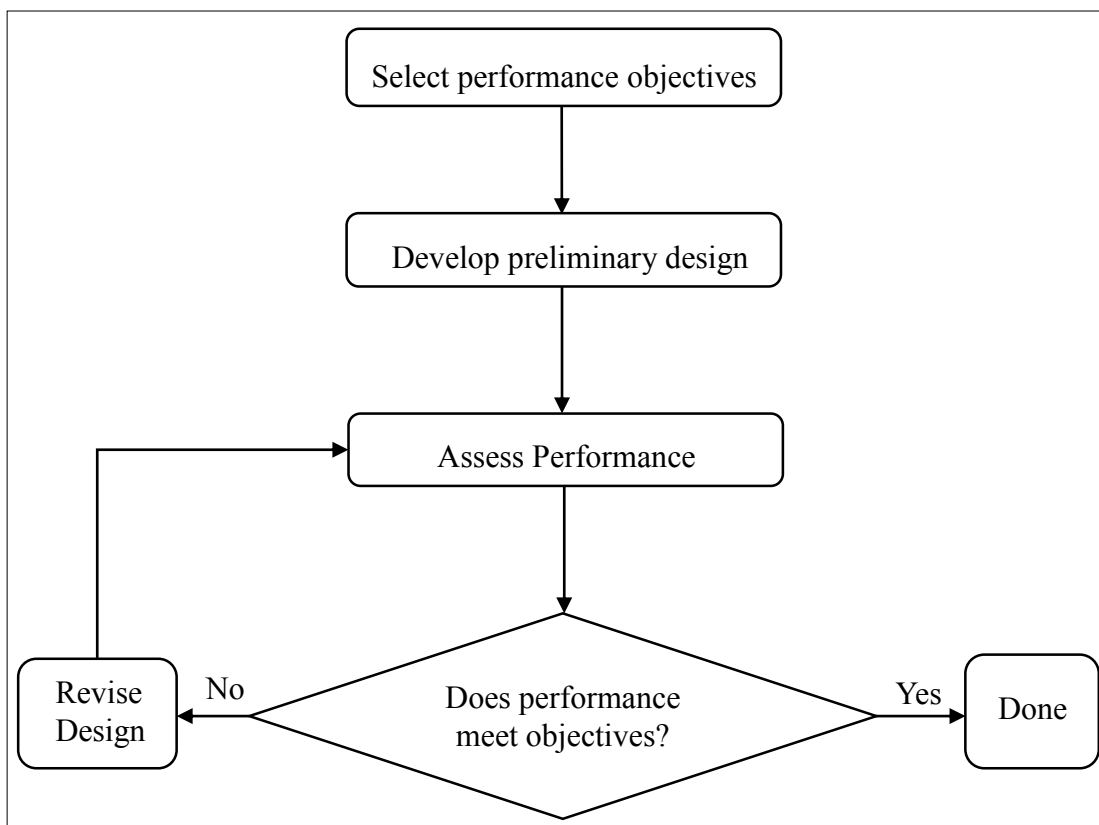 Select performance objectives
Develop preliminary design
Assess Performance
Does performance
meet objectives?
No
Revise
Design
Yes
Done